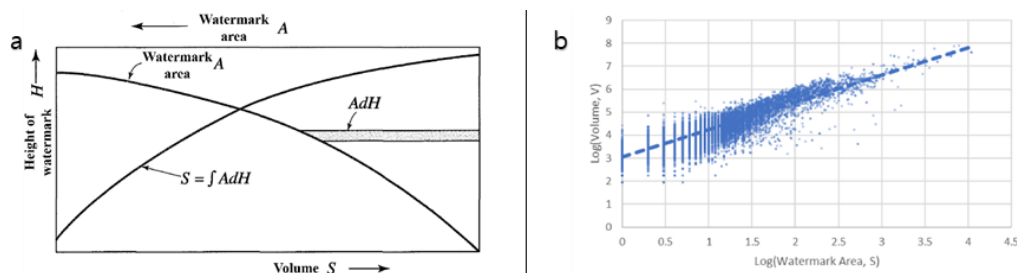 a
⟵ Watermark
area A
Watermark
area A
H ⟶
Height of
watermark
AdH
S = ∫ AdH
Volume S ⟶
b
Log(Volume, V)
9
8
7
6
5
4
3
2
1
0
0 0.5 1 1.5 2 2.5 3 3.5 4 4.5
Log(Watermark Area, S)